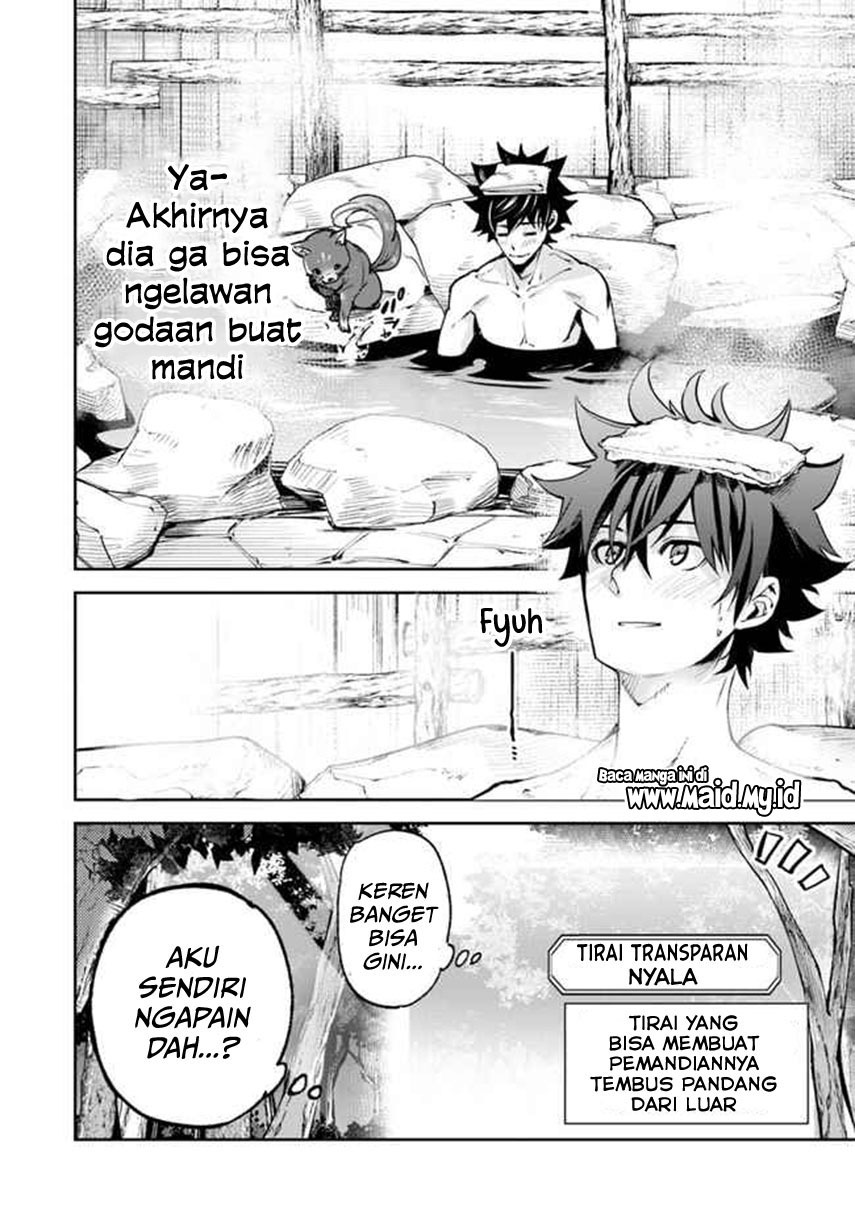 Ya-
Akhirnya
dia ga bisa
ngelawan
godaan buat
mandi
Fyuh
Baca Manga ini di
www.Maid.My.id
KEREN
BANGET
BISA
GINI...
AKU
SENDIRI
NGAPAIN
DAH...?
TIRAI TRANSPARAN
NYALA
TIRAI YANG
BISA MEMBUAT
PEMANDIANNYA
TEMBUS PANDANG
DARI LUAR